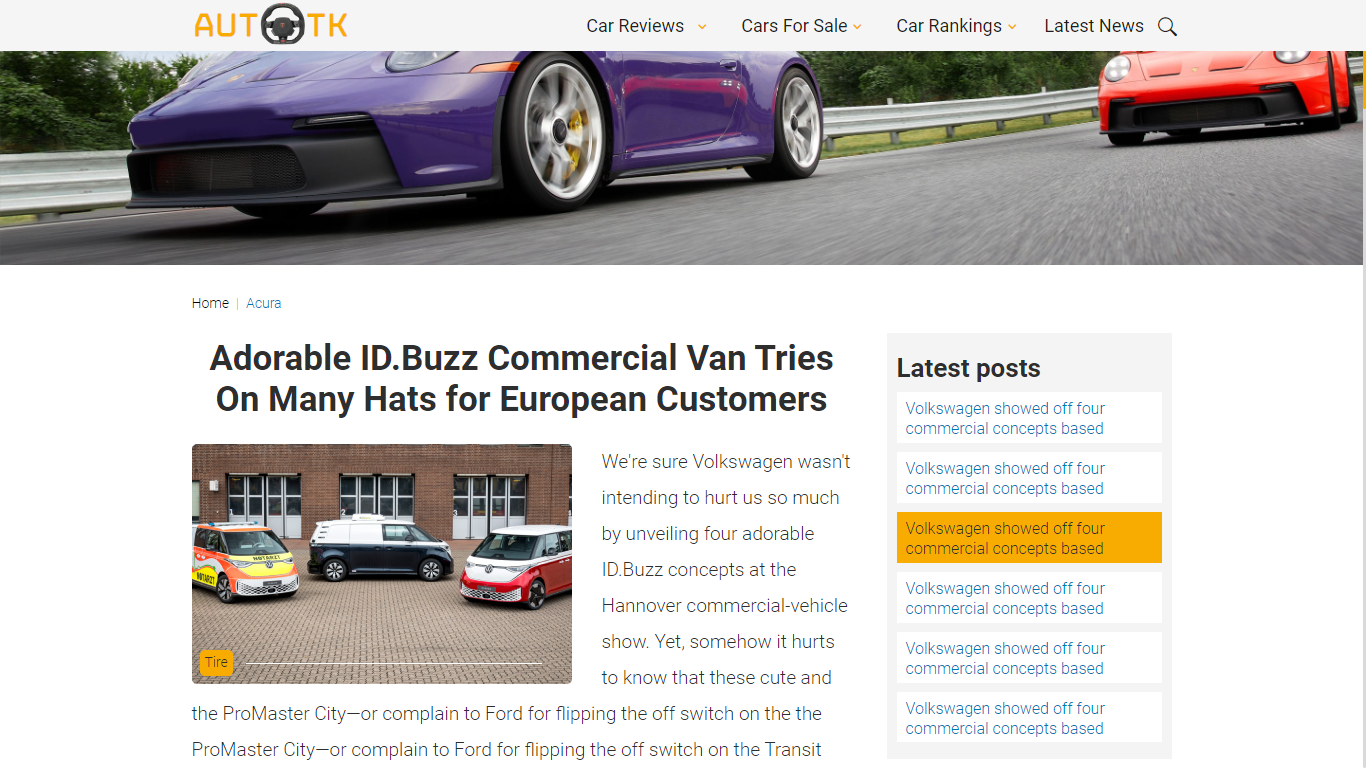 AUTOTK
Car Reviews
Cars For Sale
Car Rankings
Latest News
Home | Acura
Adorable ID.Buzz Commercial Van Tries
On Many Hats for European Customers
NOTARZT
NOTARZT
2
Tire
We're sure Volkswagen wasn't
intending to hurt us so much
by unveiling four adorable
ID.Buzz concepts at the
Hannover commercial-vehicle
show. Yet, somehow it hurts
to know that these cute and
the ProMaster City—or complain to Ford for flipping the off switch on the the
ProMaster City—or complain to Ford for flipping the off switch on the Transit
Latest posts
Volkswagen showed off four
commercial concepts based
Volkswagen showed off four
commercial concepts based
Volkswagen showed off four
commercial concepts based
Volkswagen showed off four
commercial concepts based
Volkswagen showed off four
commercial concepts based
Volkswagen showed off four
commercial concepts based